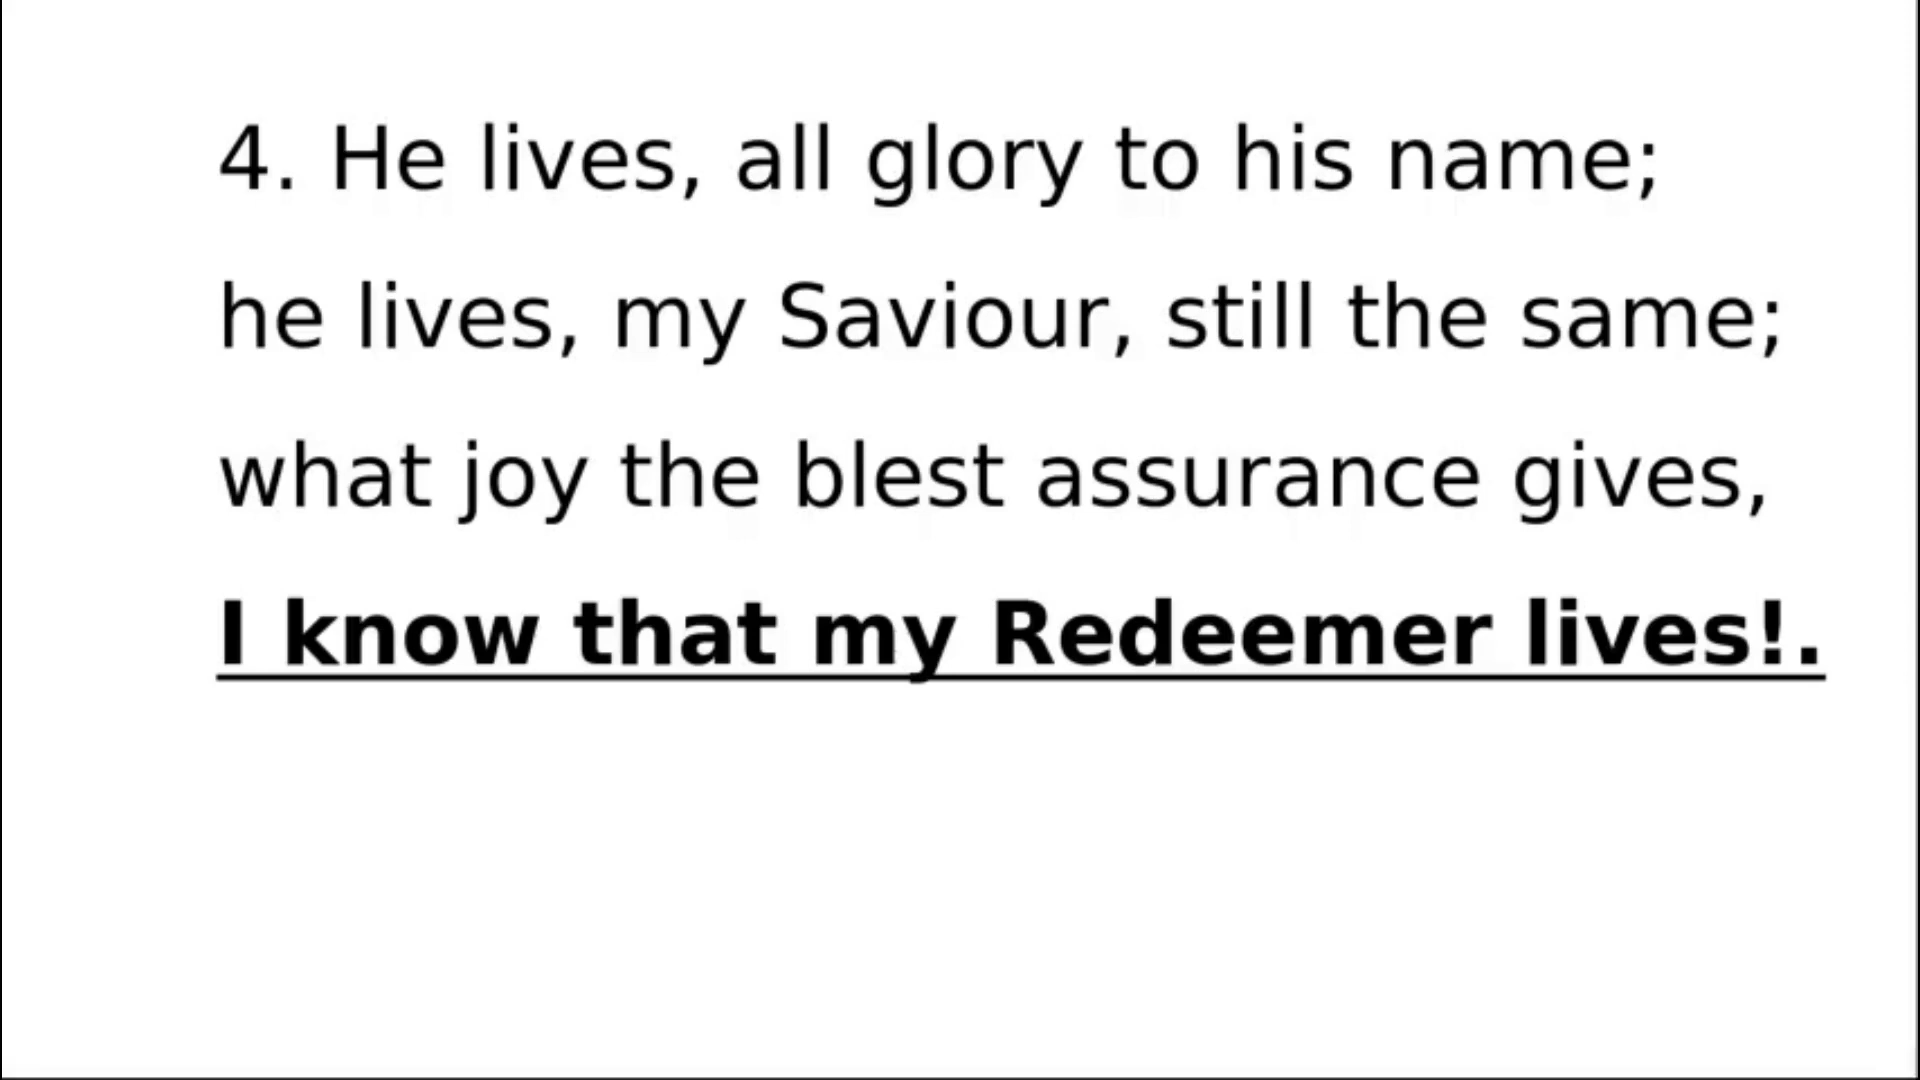 4. He lives, all glory to his name;
he lives, my Saviour, still the same;
what joy the blest assurance gives,
I know that my Redeemer lives!.